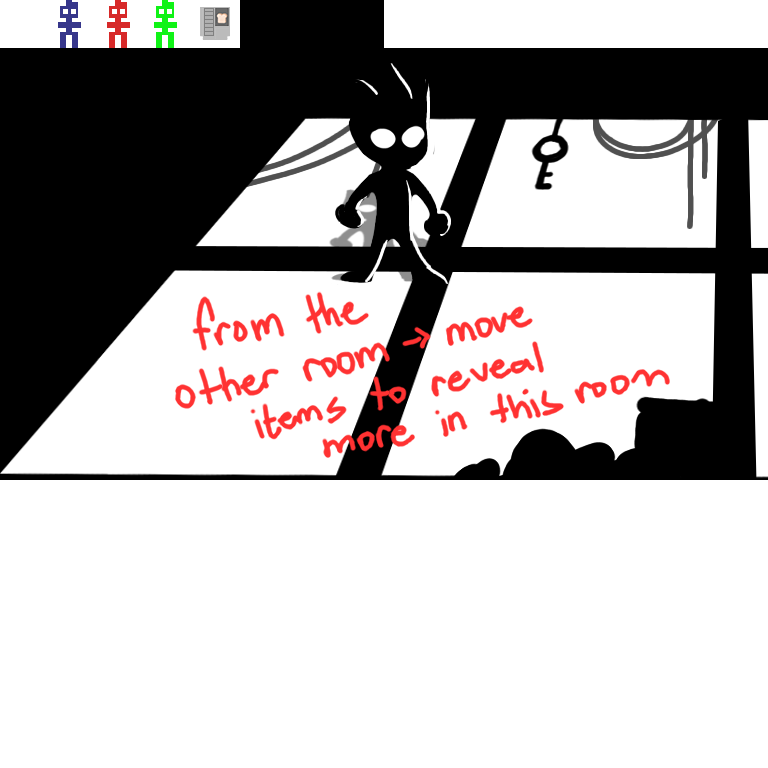 from the
other room → move
items to reveal
more in this room